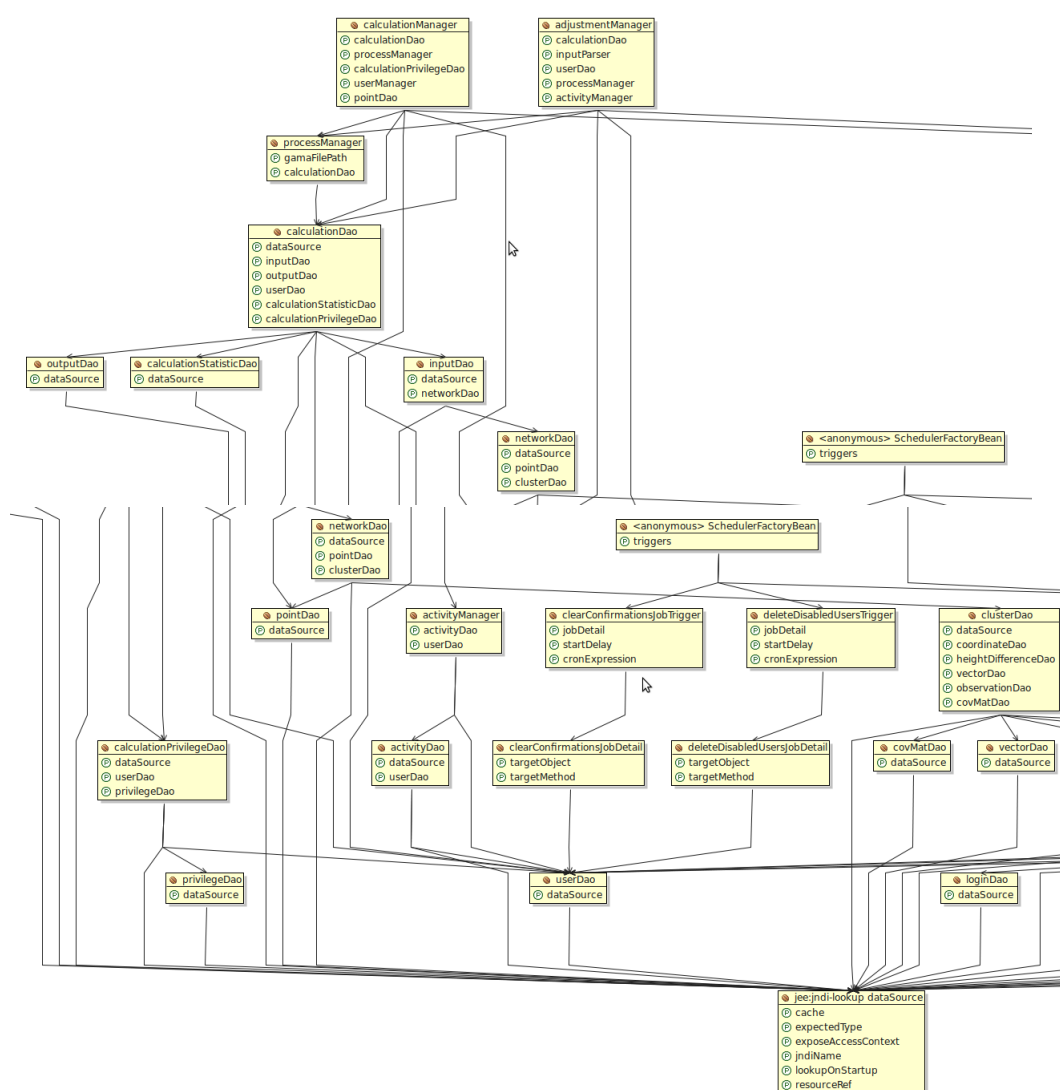 calculationManager
calculationDao
processManager
calculationPrivilegeDao
userManager
pointDao
adjustmentManager
calculationDao
inputParser
userDao
processManager
activityManager
processManager
gamaFilePath
calculationDao
calculationDao
dataSource
inputDao
outputDao
userDao
calculationStatisticDao
calculationPrivilegeDao
outputDao
dataSource
calculationStatisticDao
dataSource
inputDao
dataSource
networkDao
networkDao
dataSource
pointDao
clusterDao
<anonymous> SchedulerFactoryBean
triggers
networkDao
dataSource
pointDao
clusterDao
<anonymous> SchedulerFactoryBean
triggers
pointDao
dataSource
activityManager
activityDao
userDao
clearConfirmationsJobTrigger
jobDetail
startDelay
cronExpression
deleteDisabledUsersTrigger
jobDetail
startDelay
cronExpression
clusterDao
dataSource
coordinateDao
heightDifferenceDao
vectorDao
observationDao
covMatDao
calculationPrivilegeDao
dataSource
userDao
privilegeDao
activityDao
dataSource
userDao
clearConfirmationsJobDetail
targetObject
targetMethod
deleteDisabledUsersJobDetail
targetObject
targetMethod
covMatDao
dataSource
vectorDao
dataSource
privilegeDao
dataSource
userDao
dataSource
loginDao
dataSource
jee:jndi-lookup dataSource
cache
expectedType
exposeAccessContext
jndiName
lookupOnStartup
resourceRef